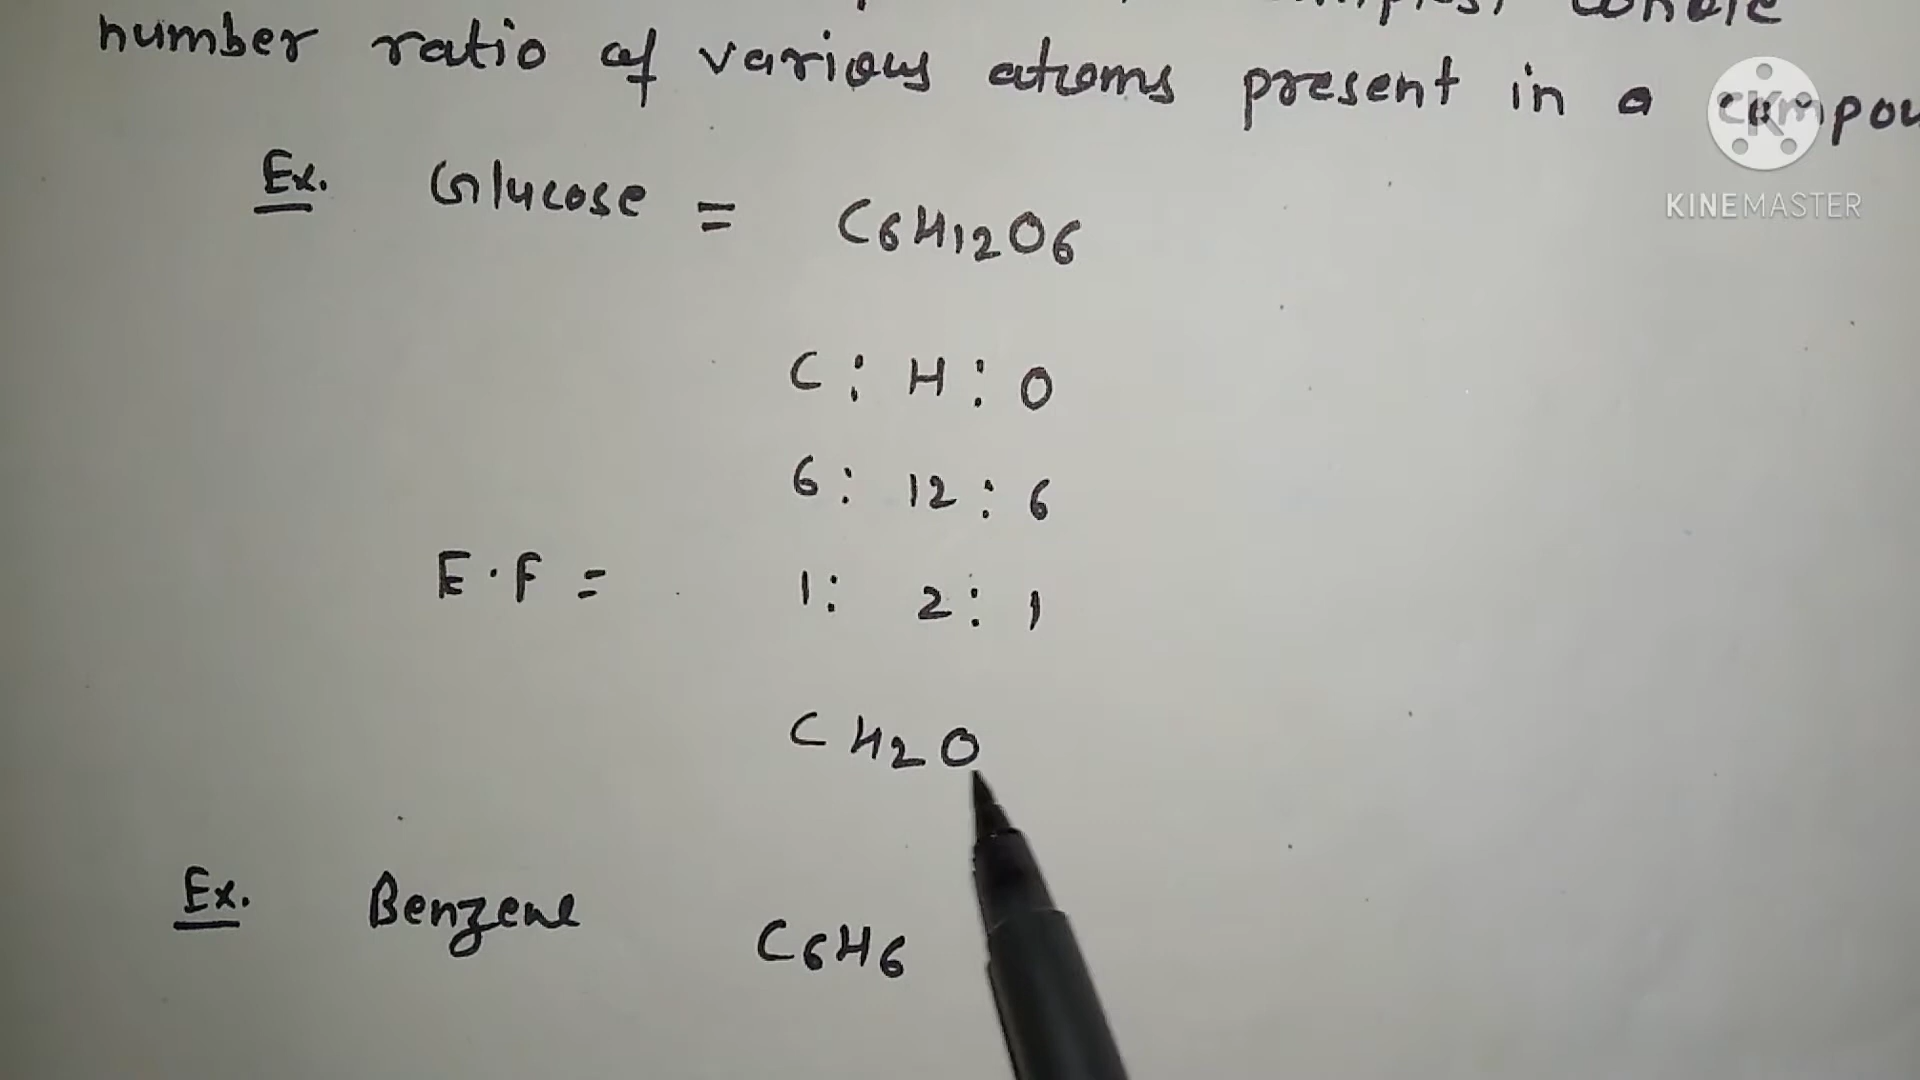 number ratio of various atoms present in a compou
Ex. Glucose = C6H12O6
C : H : O
6 : 12 : 6
E.F = 1 : 2 : 1
CH2O
Ex. Benzene C6H6
KINEMASTER